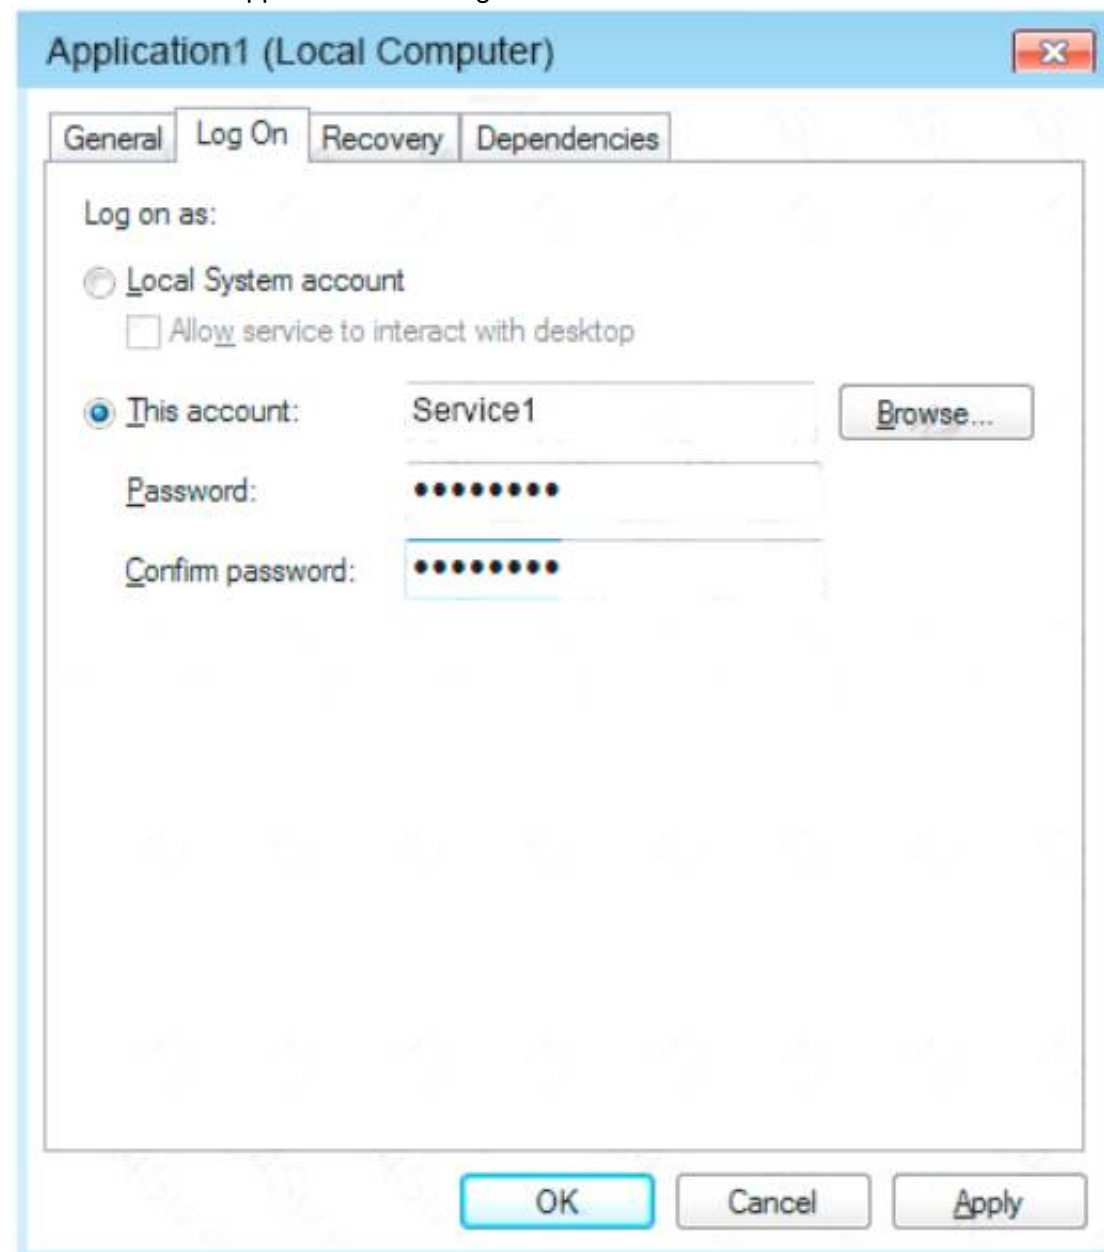 Application1 (Local Computer)
General Log On Recovery Dependencies
Log on as:
Local System account
Allow service to interact with desktop
This account: Service1 Browse...
Password: ••••••••
Confirm password: ••••••••
OK Cancel Apply